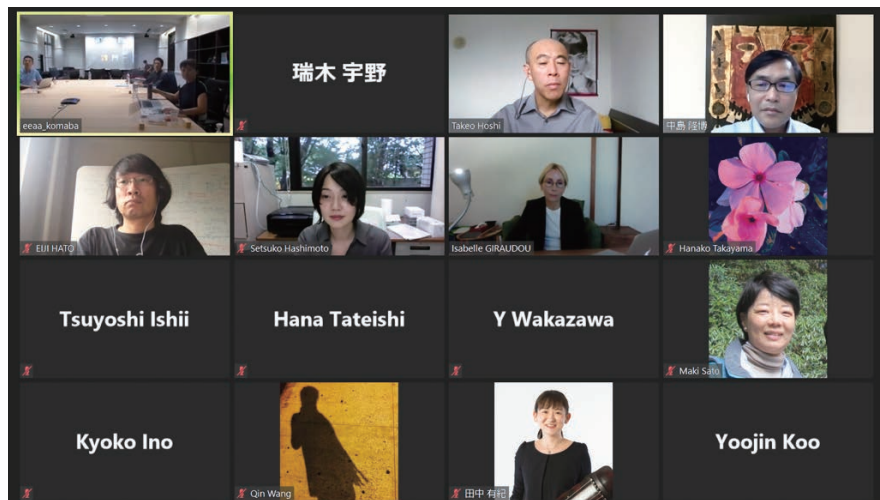 eeaa_komaba
瑞木 宇野
Takeo Hoshi
中島 隆博
EIJI HATO
Setsuko Hashimoto
Isabelle GIRAUDOU
Hanako Takayama
Tsuyoshi Ishii
Hana Tateishi
Y Wakazawa
Maki Sato
Kyoko Ino
Qin Wang
田中 有紀
Yoojin Koo